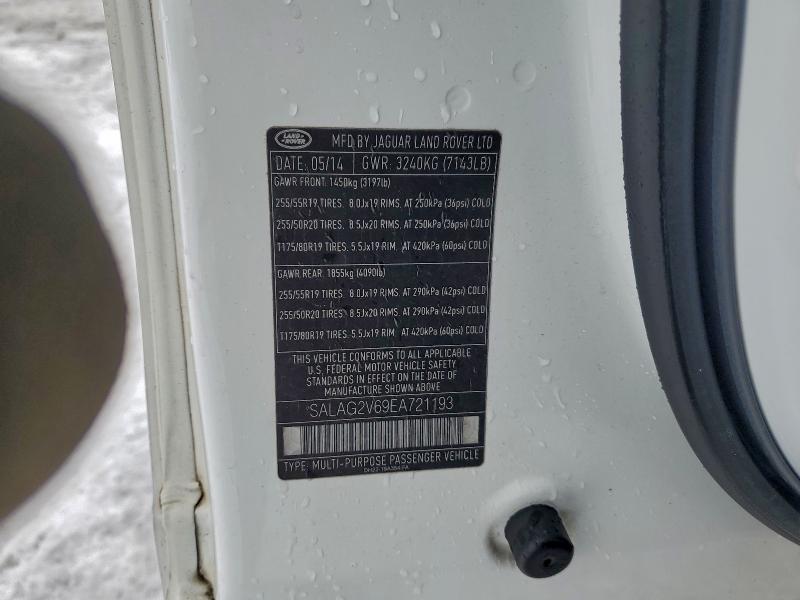 LAND ROVER
MFD BY JAGUAR LAND ROVER LTD
DATE: 05/14 GWR: 3240KG (7143LB)
GAWR FRONT: 1450kg (3197lb)
255/55R19 TIRES. 8.0Jx19 RIMS. AT 250kPa (36psi) COLD
255/50R20 TIRES. 8.5Jx20 RIMS. AT 250kPa (36psi) COLD
T175/80R19 TIRES. 5.5Jx19 RIM. AT 420kPa (60psi) COLD
GAWR REAR: 1855kg (4090lb)
255/55R19 TIRES. 8.0Jx19 RIMS. AT 290kPa (42psi) COLD
255/50R20 TIRES. 8.5Jx20 RIMS. AT 290kPa (42psi) COLD
T175/80R19 TIRES. 5.5Jx19 RIM. AT 420kPa (60psi) COLD
THIS VEHICLE CONFORMS TO ALL APPLICABLE
U.S. FEDERAL MOTOR VEHICLE SAFETY
STANDARDS IN EFFECT ON THE DATE OF
MANUFACTURE SHOWN ABOVE
SALAG2V69EA721193
TYPE: MULTI-PURPOSE PASSENGER VEHICLE